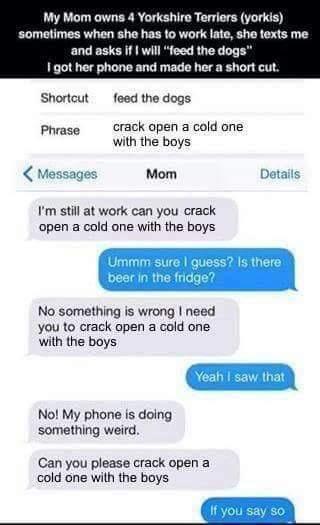 My Mom owns 4 Yorkshire Terriers (yorkis)
sometimes when she has to work late, she texts me
and asks if I will "feed the dogs"
I got her phone and made her a short cut.
Shortcut feed the dogs
Phrase crack open a cold one
with the boys
Messages Mom Details
I'm still at work can you crack
open a cold one with the boys
Ummm sure I guess? Is there
beer in the fridge?
No something is wrong I need
you to crack open a cold one
with the boys
Yeah I saw that
No! My phone is doing
something weird.
Can you please crack open a
cold one with the boys
If you say so